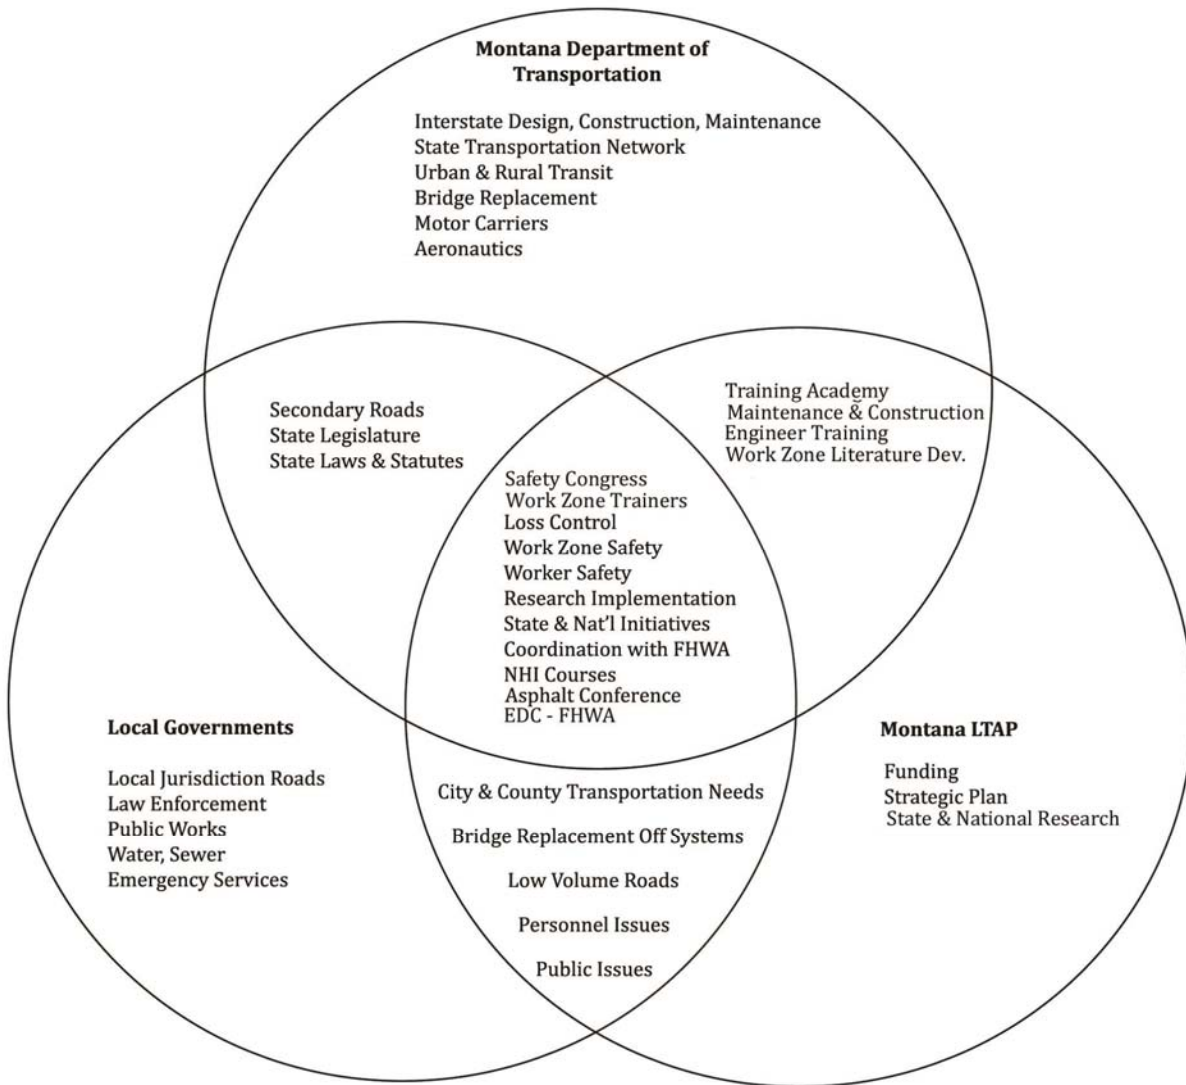 Montana Department of
Transportation
Interstate Design, Construction, Maintenance
State Transportation Network
Urban & Rural Transit
Bridge Replacement
Motor Carriers
Aeronautics
Secondary Roads
State Legislature
State Laws & Statutes
Training Academy
Maintenance & Construction
Engineer Training
Work Zone Literature Dev.
Safety Congress
Work Zone Trainers
Loss Control
Work Zone Safety
Worker Safety
Research Implementation
State & Nat'l Initiatives
Coordination with FHWA
NHI Courses
Asphalt Conference
EDC - FHWA
Local Governments
Local Jurisdiction Roads
Law Enforcement
Public Works
Water, Sewer
Emergency Services
City & County Transportation Needs
Bridge Replacement Off Systems
Low Volume Roads
Personnel Issues
Public Issues
Montana LTAP
Funding
Strategic Plan
State & National Research